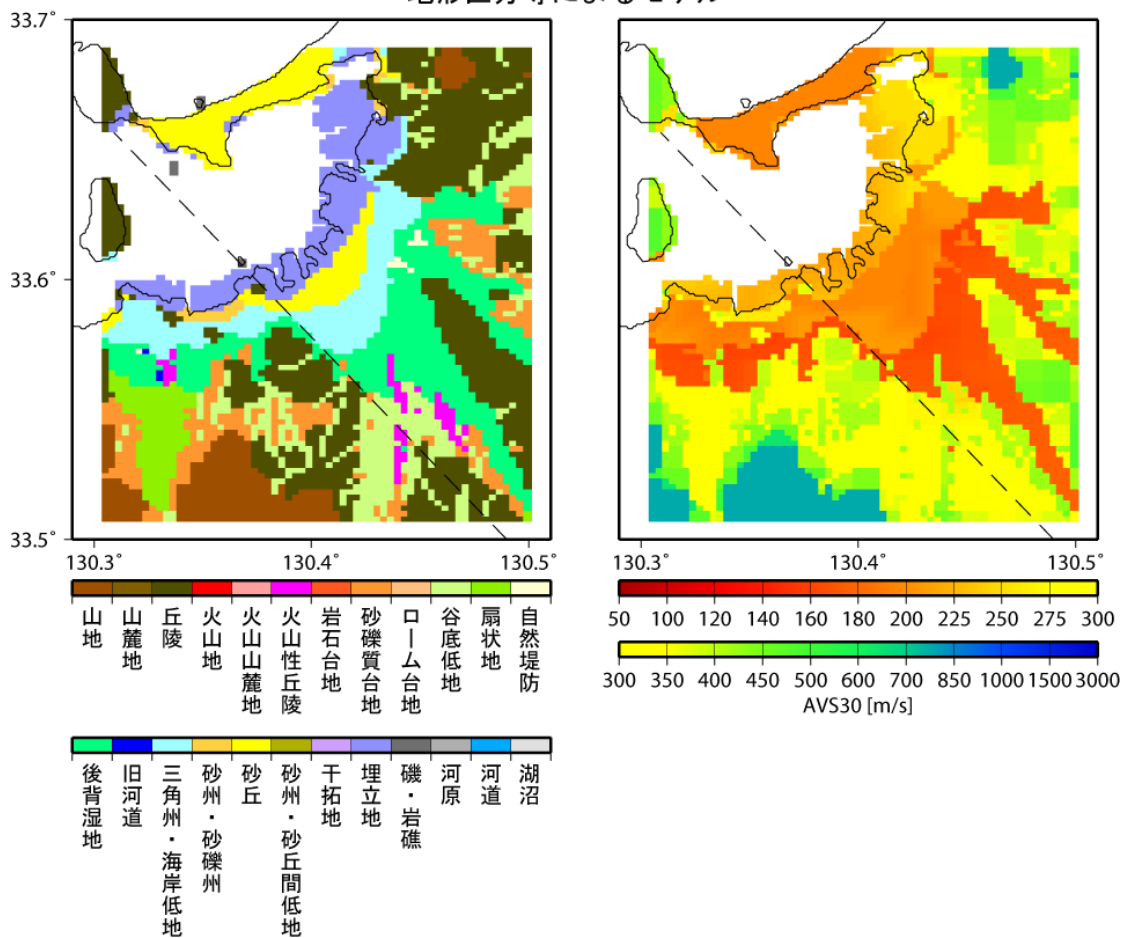 33.7°
33.6°
33.5°
130.3°
130.4°
130.5°
130.3°
130.4°
130.5°
山地
山麓地
丘陵
火山地
火山山麓地
火山性丘陵
岩石台地
砂礫質台地
ローム台地
谷底低地
扇状地
自然堤防
後背湿地
旧河道
三角州・海岸低地
砂州・砂礫州
砂丘
砂州・砂丘間低地
干拓地
埋立地
磯・岩礁
河原
河道
湖沼
50 100 120 140 160 180 200 225 250 275 300
300 350 400 450 500 600 700 850 1000 1500 3000
AVS30 [m/s]